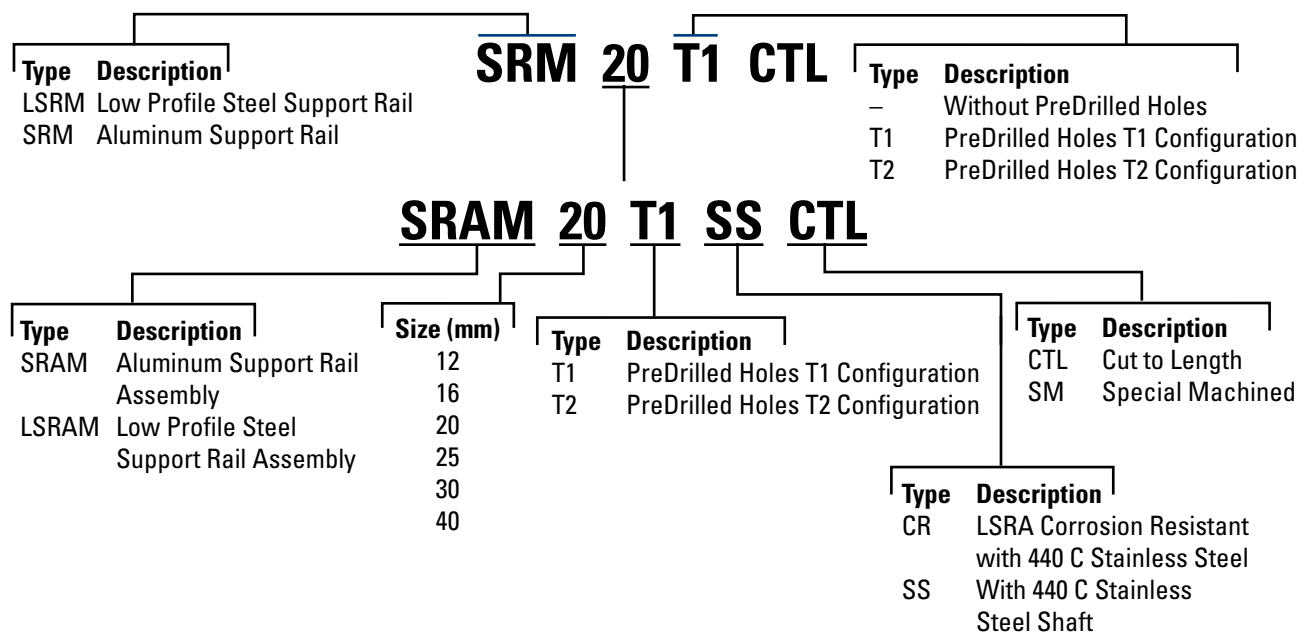 SRM 20 T1 CTL
Type Description
LSRM Low Profile Steel Support Rail
SRM Aluminum Support Rail
Type Description
– Without PreDrilled Holes
T1 PreDrilled Holes T1 Configuration
T2 PreDrilled Holes T2 Configuration
SRAM 20 T1 SS CTL
Type Description
SRAM Aluminum Support Rail
Assembly
LSRAM Low Profile Steel
Support Rail Assembly
Size (mm)
12
16
20
25
30
40
Type Description
T1 PreDrilled Holes T1 Configuration
T2 PreDrilled Holes T2 Configuration
Type Description
CTL Cut to Length
SM Special Machined
Type Description
CR LSRA Corrosion Resistant
with 440 C Stainless Steel
SS With 440 C Stainless
Steel Shaft